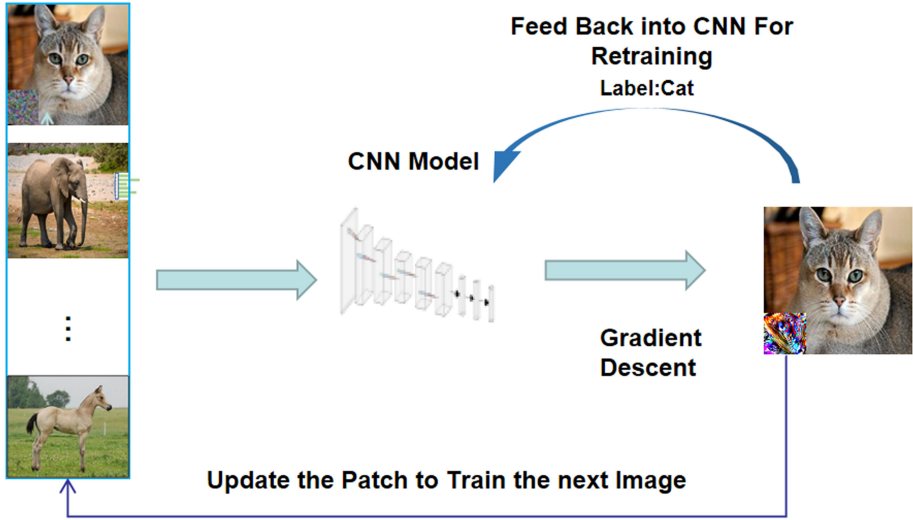 Feed Back into CNN For
Retraining
Label:Cat
CNN Model
Gradient
Descent
Update the Patch to Train the next Image